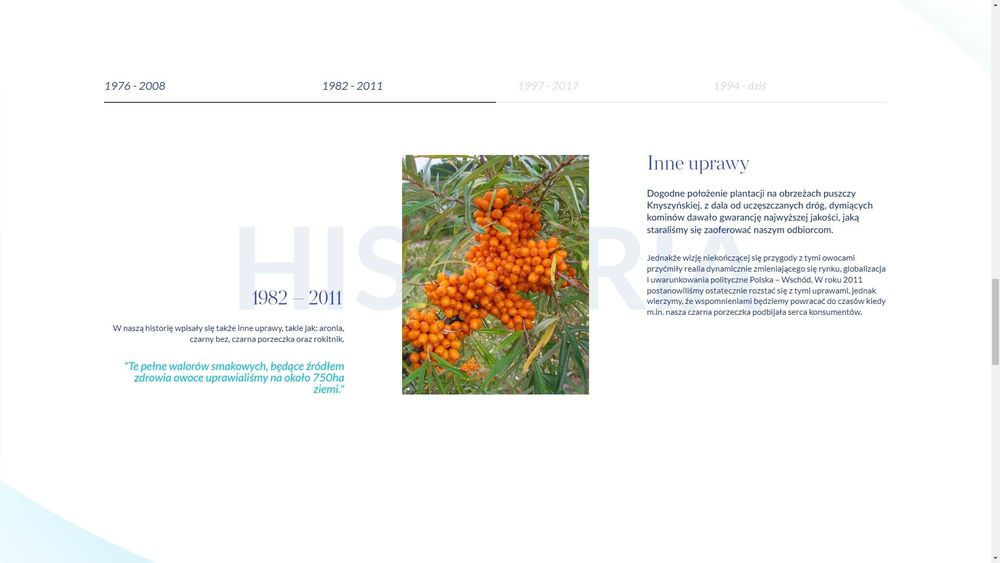 1976 - 2008
1982 - 2011
1997 - 2017
1994 - dziś
HISTORIA
1982 – 2011
W naszą historię wpisały się także inne uprawy, takie jak: aronia,
czarny bez, czarna porzeczka oraz rokitnik.
"Te pełne walorów smakowych, będące źródłem
zdrowia owoce uprawialiśmy na około 750ha
ziemi."
Inne uprawy
Dogodne położenie plantacji na obrzeżach puszczy
Knyszyńskiej, z dala od uczęszczanych dróg, dymiących
kominów dawało gwarancję najwyższej jakości, jaką
staraliśmy się zaoferować naszym odbiorcom.
Jednakże wizję niekończącej się przygody z tymi owocami
przyćmiły realia dynamicznie zmieniającego się rynku, globalizacja
i uwarunkowania polityczne Polska – Wschód. W roku 2011
postanowiliśmy ostatecznie rozstać się z tymi uprawami, jednak
wierzymy, że wspomnieniami będziemy powracać do czasów kiedy
m.in. nasza czarna porzeczka podbijała serca konsumentów.